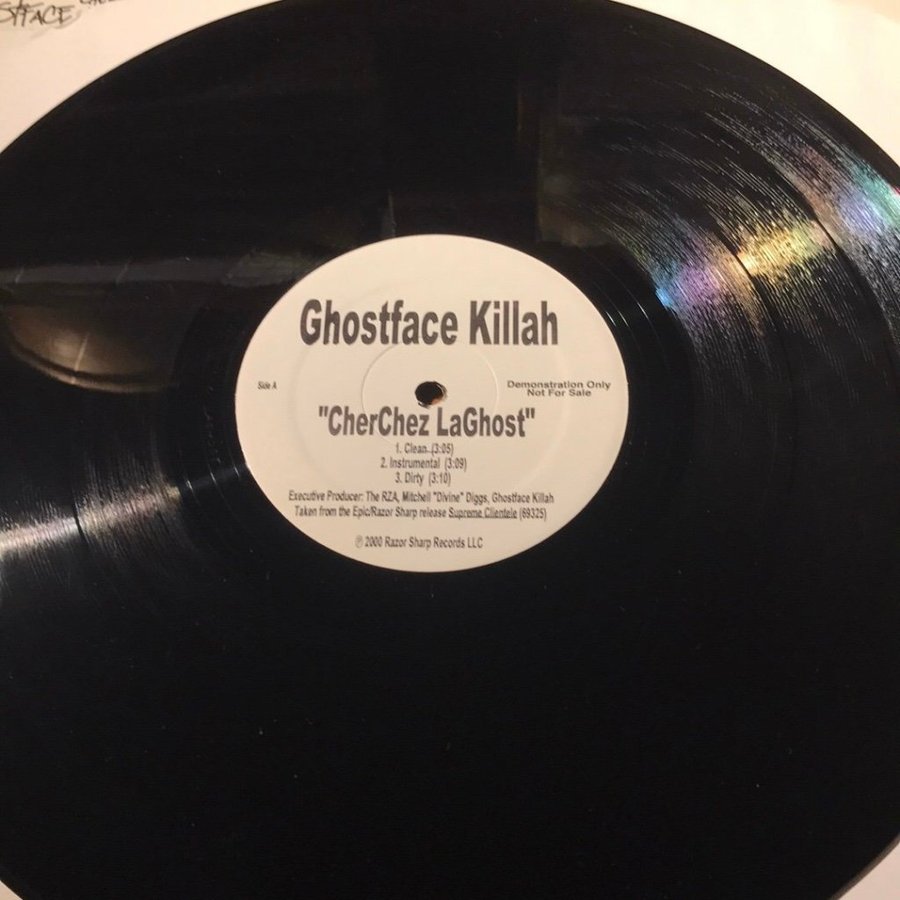 FACE
Ghostface Killah
Side A
Demonstration Only
Not For Sale
"CherChez LaGhost"
1. Clean (3:05)
2. Instrumental (3:09)
3. Dirty (3:10)
Executive Producer: The RZA, Mitchell "Divine" Diggs, Ghostface Killah
Taken from the Epic/Razor Sharp release Supreme Clientele (69325)
℗ 2000 Razor Sharp Records LLC